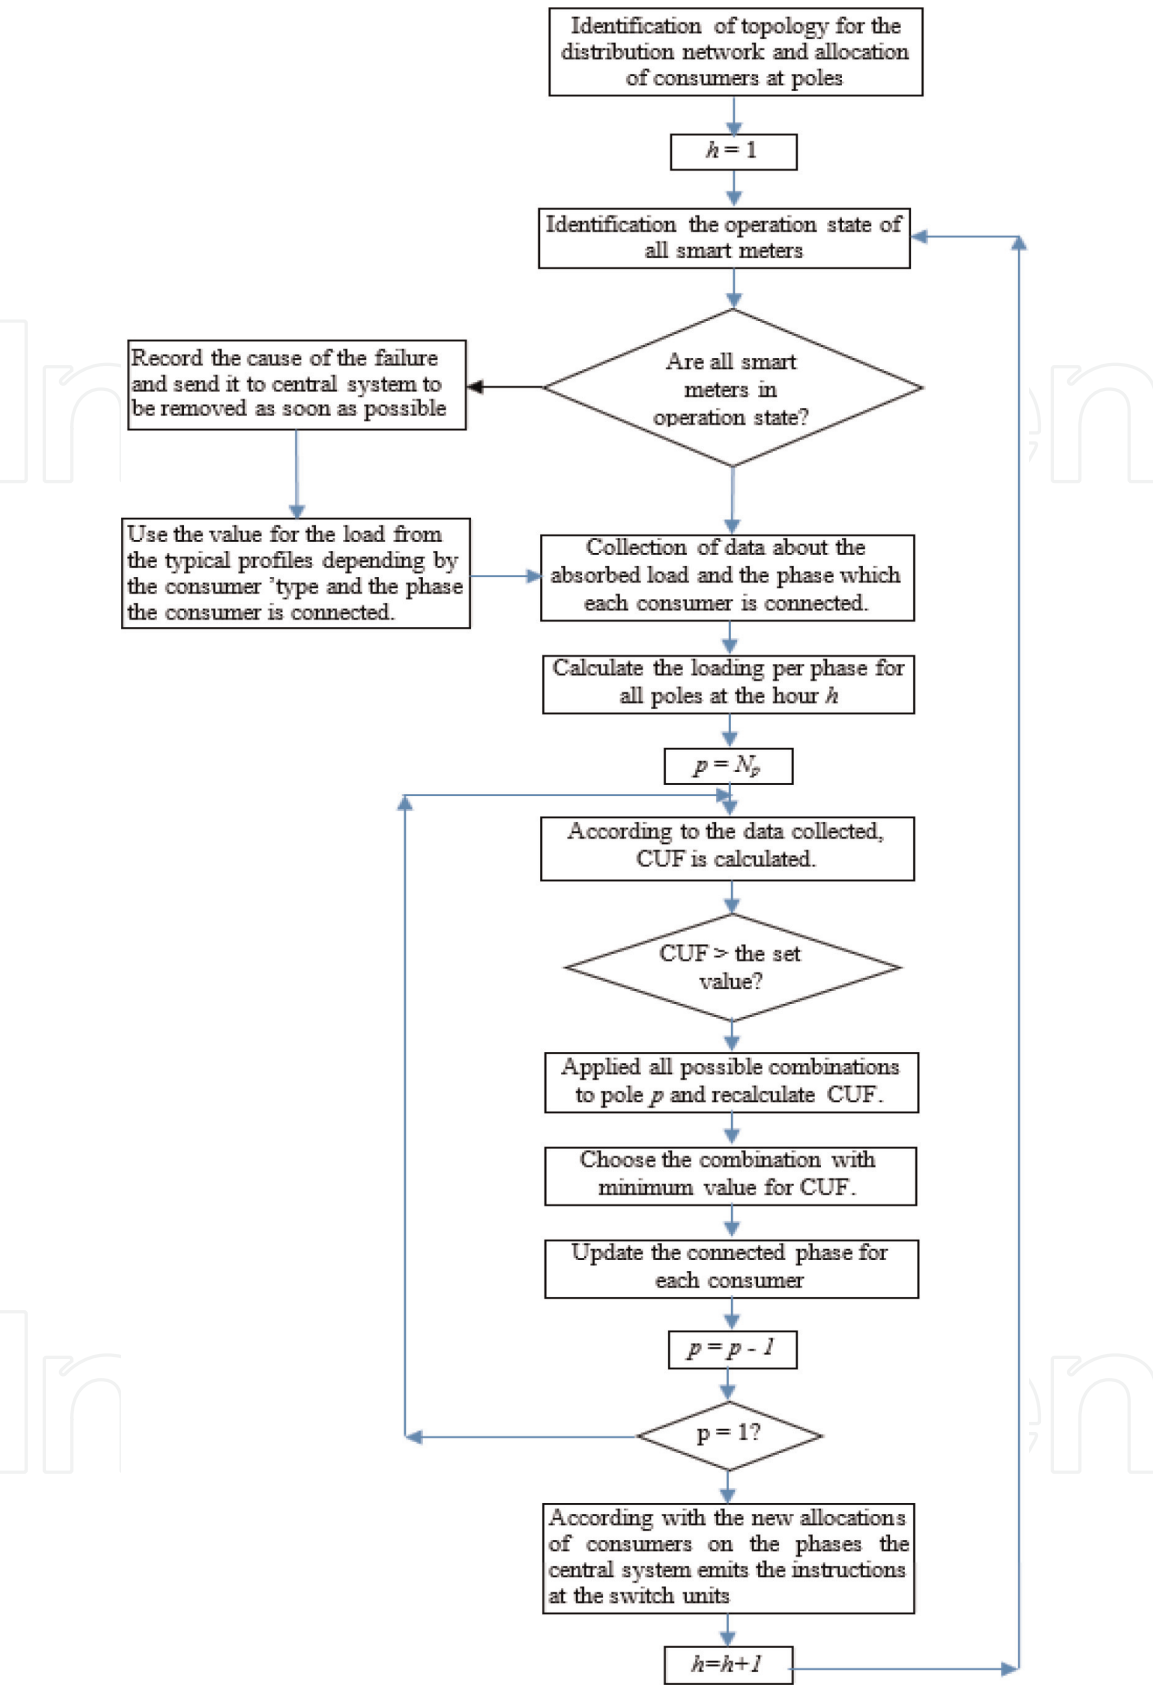 Identification of topology for the
distribution network and allocation
of consumers at poles
h = 1
Identification the operation state of
all smart meters
Are all smart
meters in
operation state?
Record the cause of the failure
and send it to central system to
be removed as soon as possible
Use the value for the load from
the typical profiles depending by
the consumer ’type and the phase
the consumer is connected.
Collection of data about the
absorbed load and the phase which
each consumer is connected.
Calculate the loading per phase for
all poles at the hour h
p = Np
According to the data collected,
CUF is calculated.
CUF > the set
value?
Applied all possible combinations
to pole p and recalculate CUF.
Choose the combination with
minimum value for CUF.
Update the connected phase for
each consumer
p = p - 1
p = 1?
According with the new allocations
of consumers on the phases the
central system emits the instructions
at the switch units
h=h+1